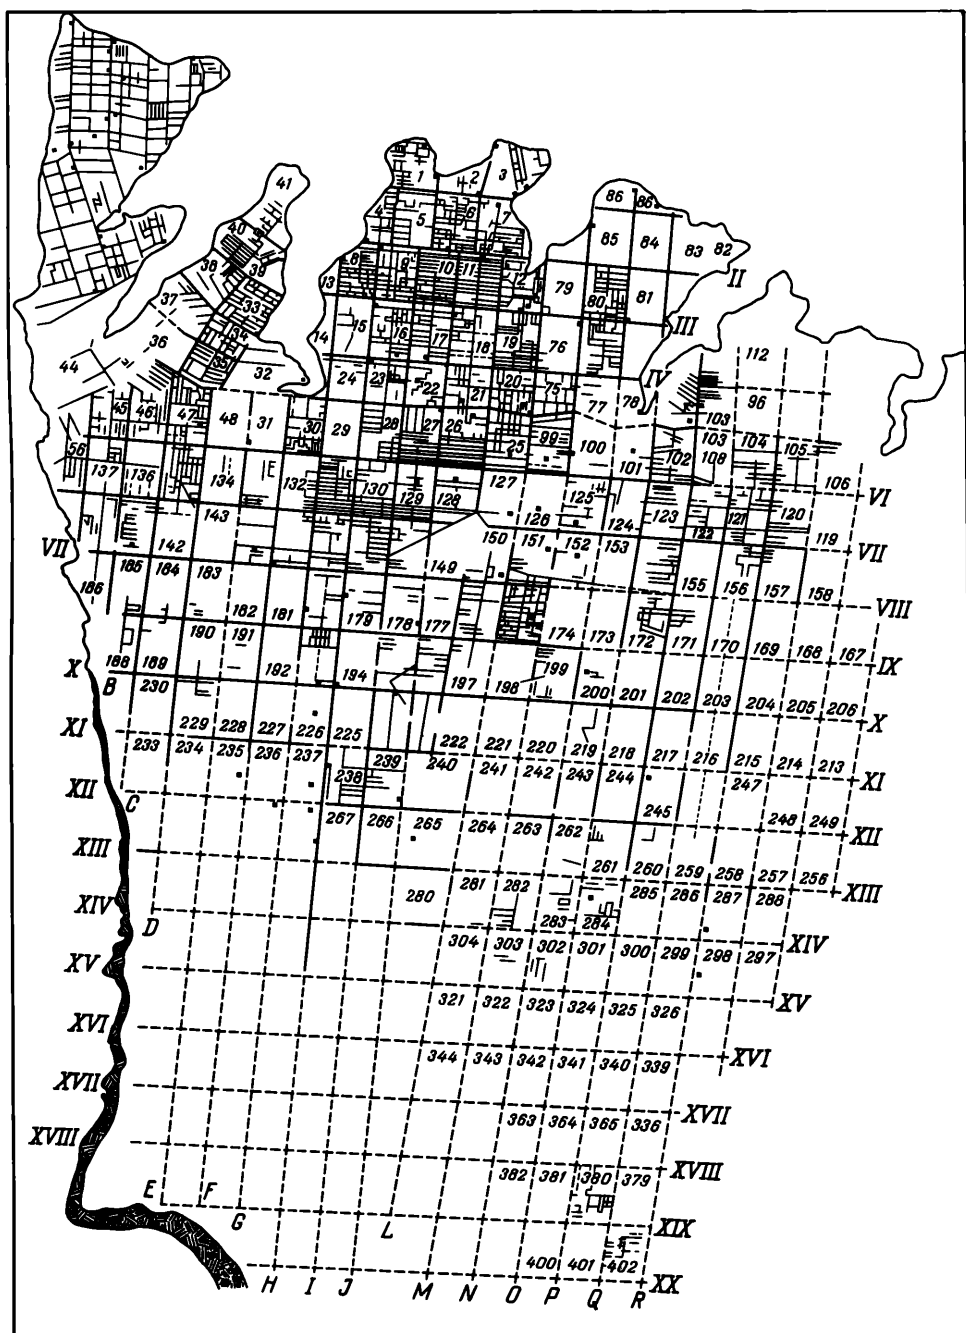 41
1 2 3
4 5 6 7
86 86
40 85 84 83 82
38 39 8 9 10 11 12 II
13 79 80 81
37 33 III
14 15 16 17 18 19 76
36 34 35
44 32 24 23 22 20 75 78 IV 112
21 77 96
45 46 47 48 31 30 29 28 27 26 25 99 100 103
103 104 105
56 137 136 134 E 132 130 129 128 127 125 101 102 108 106 VI
143 126 124 123 122 121 120 119
VII 142 150 151 152 153 VII
186 185 184 183 149 155 156 157 158 VIII
182 181 179 178 177 174 173 172 171 170 169 168 167 IX
190 191
X 188 189 192 194 197 198 199 200 201 202 203 204 205 206 X
B 230
XI 229 228 227 226 225 222 221 220 219 218 217 216 215 214 213 XI
233 234 235 236 237 238 239 240 241 242 243 244 247
XII C 245 248 249 XII
267 266 265 264 263 262
XIII 261 260 259 258 257 256 XIII
280 281 282 285 286 287 288
XIV D 283 284 XIV
304 303 302 301 300 299 298 297
XV XV
321 322 323 324 325 326
XVI XVI
344 343 342 341 340 339
XVII XVII
363 364 365 336
XVIII XVIII
382 381 380 379
E F G L XIX
400 401 402
H I J M N O P Q R XX